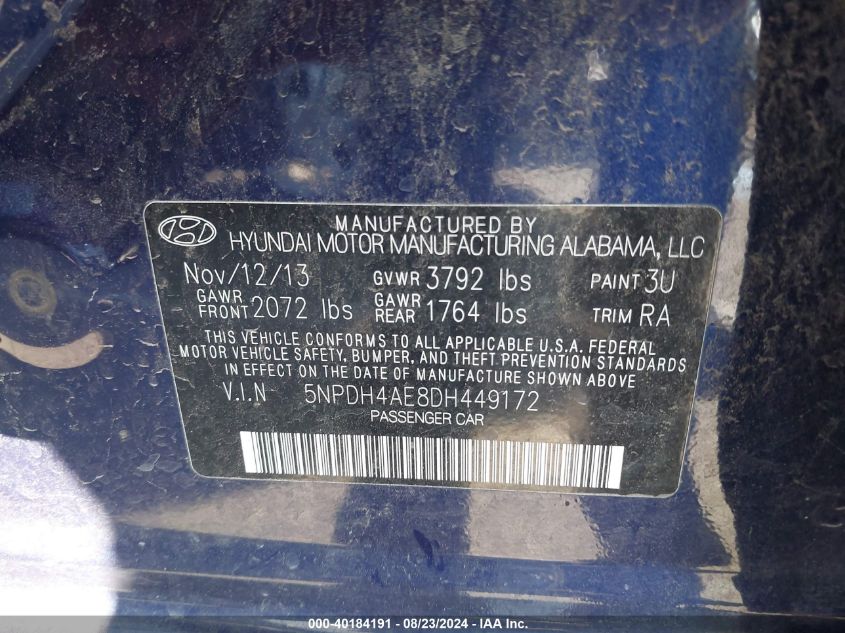 MANUFACTURED BY
HYUNDAI MOTOR MANUFACTURING ALABAMA, LLC
Nov/12/13 GVWR 3792 lbs PAINT 3U
GAWR FRONT 2072 lbs GAWR REAR 1764 lbs TRIM RA
THIS VEHICLE CONFORMS TO ALL APPLICABLE U.S.A. FEDERAL
MOTOR VEHICLE SAFETY, BUMPER, AND THEFT PREVENTION STANDARDS
IN EFFECT ON THE DATE OF MANUFACTURE SHOWN ABOVE
V.I.N 5NPDH4AE8DH449172
PASSENGER CAR
000-40184191 - 08/23/2024 - IAA Inc.